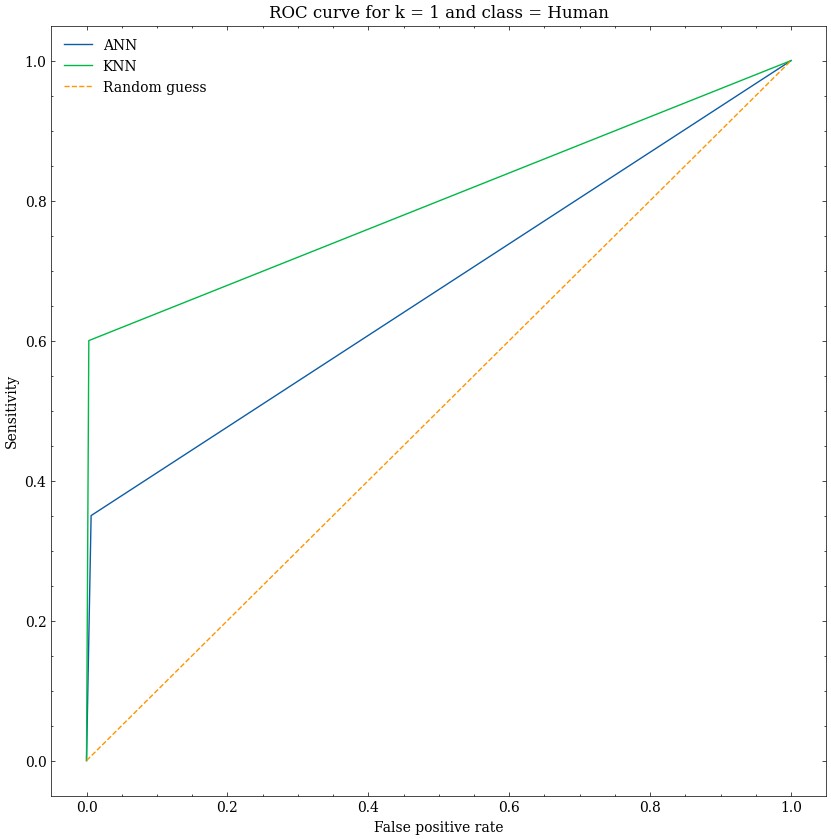 ROC curve for k = 1 and class = Human
ANN
KNN
Random guess
1.0
0.8
0.6
0.4
0.2
0.0
Sensitivity
0.0 0.2 0.4 0.6 0.8 1.0
False positive rate